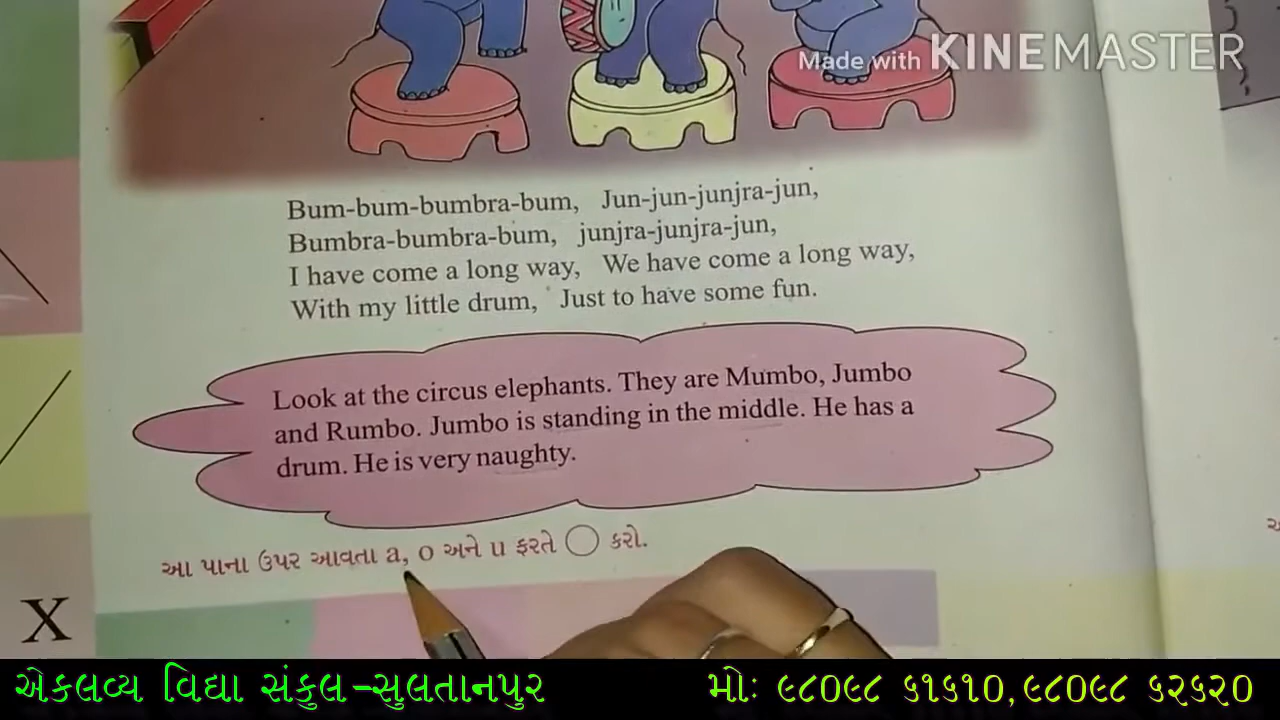 Made with KINEMASTER
Bum-bum-bumbra-bum, Jun-jun-junjra-jun,
Bumbra-bumbra-bum, junjra-junjra-jun,
I have come a long way, We have come a long way,
With my little drum, Just to have some fun.
Look at the circus elephants. They are Mumbo, Jumbo
and Rumbo. Jumbo is standing in the middle. He has a
drum. He is very naughty.
આ પાના ઉપર આવતા a, o અને u ફરતે ◯ કરો.
X
એકલવ્ય વિદ્યા સંકુલ-સુલતાનપુર મોઃ ૯૮૦૯૮ ૬૧૬૧૦,૯૮૦૯૮ ૬૨૬૨૦